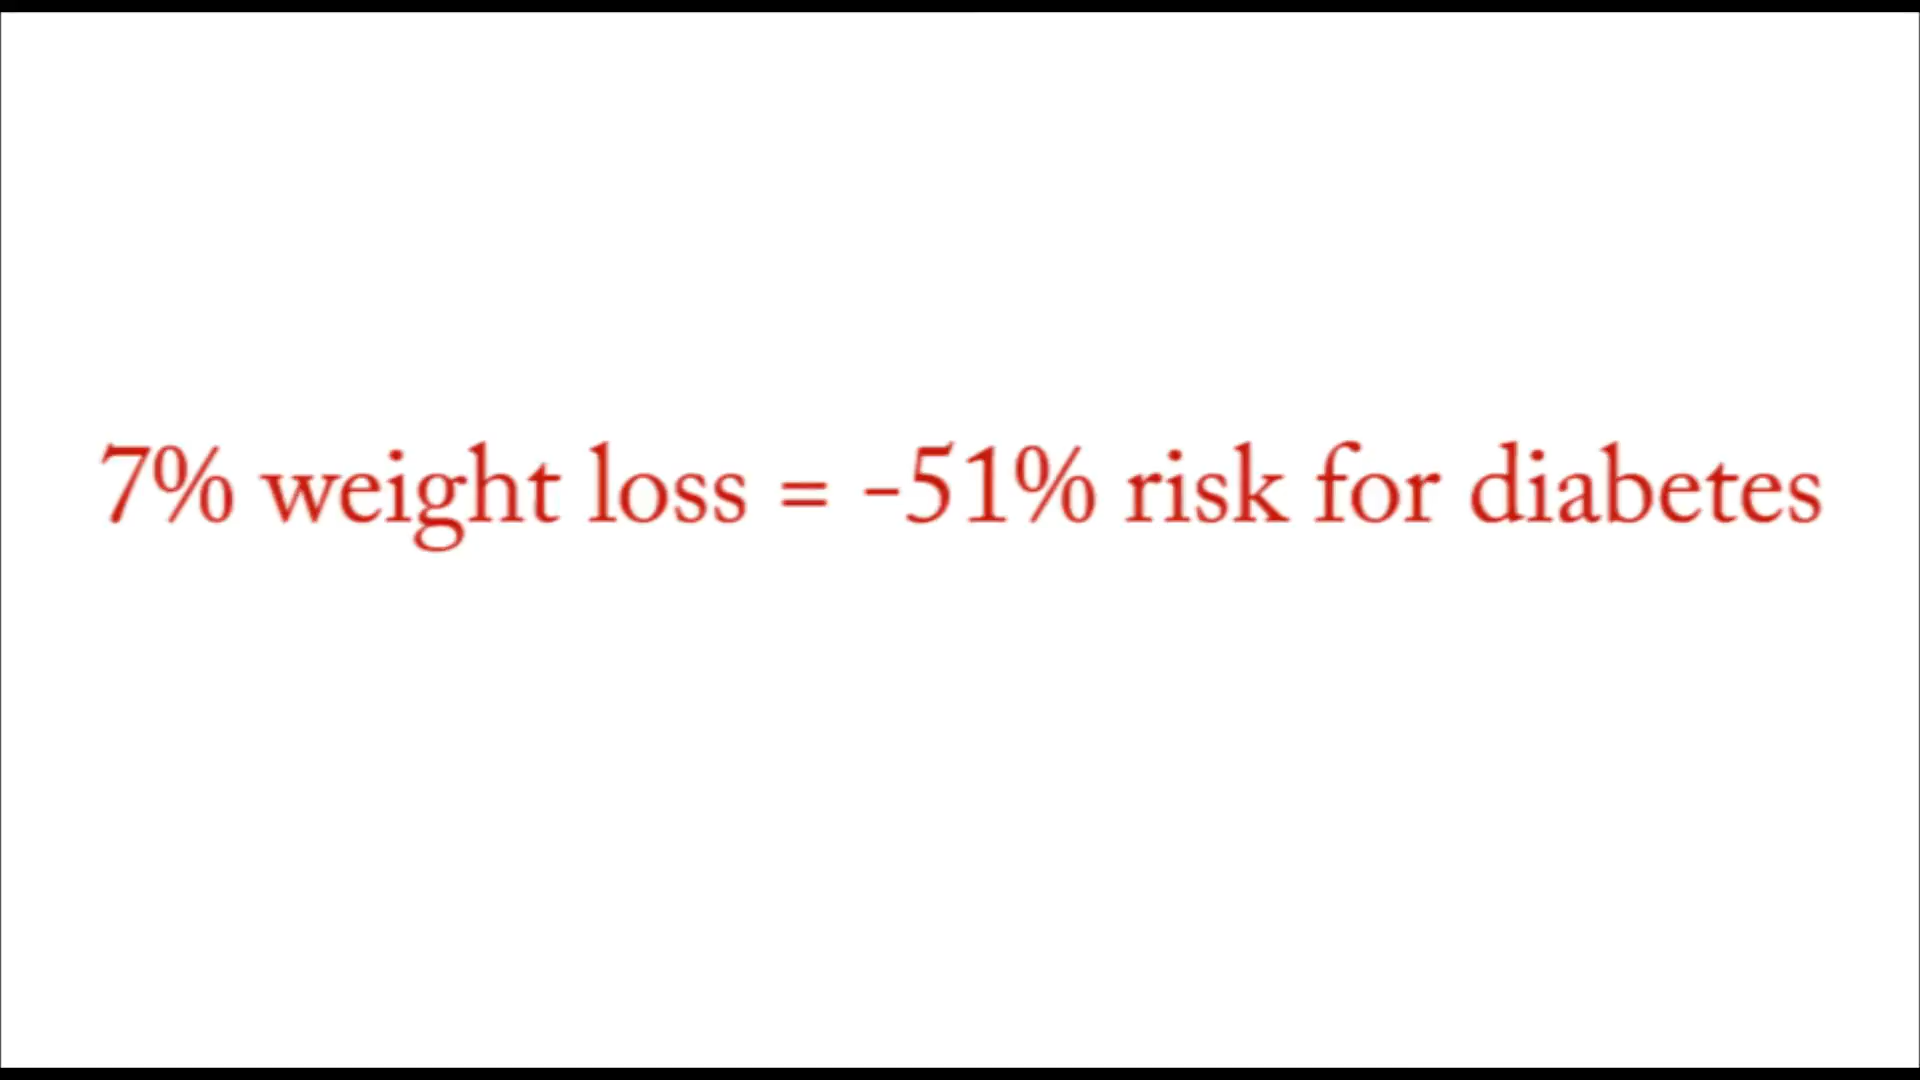 7% weight loss = -51% risk for diabetes